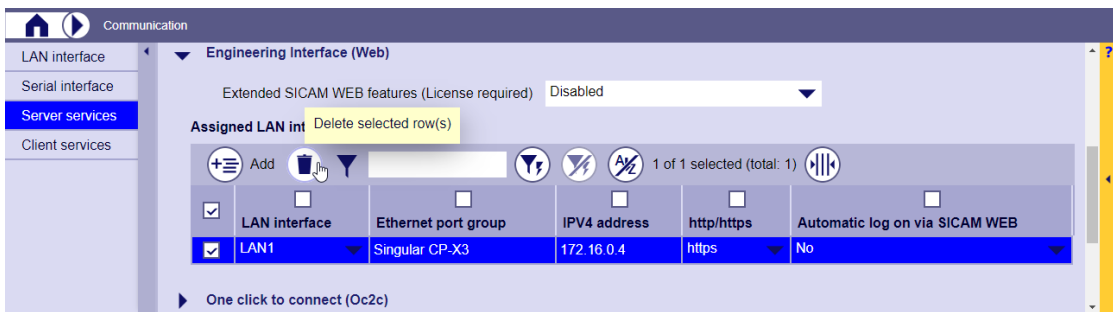 Communication
LAN interface
Serial interface
Server services
Client services
Engineering Interface (Web)
Extended SICAM WEB features (License required) Disabled
Assigned LAN int
Delete selected row(s)
Add 1 of 1 selected (total: 1)
LAN interface Ethernet port group IPV4 address http/https Automatic log on via SICAM WEB
LAN1 Singular CP-X3 172.16.0.4 https No
One click to connect (Oc2c)
?